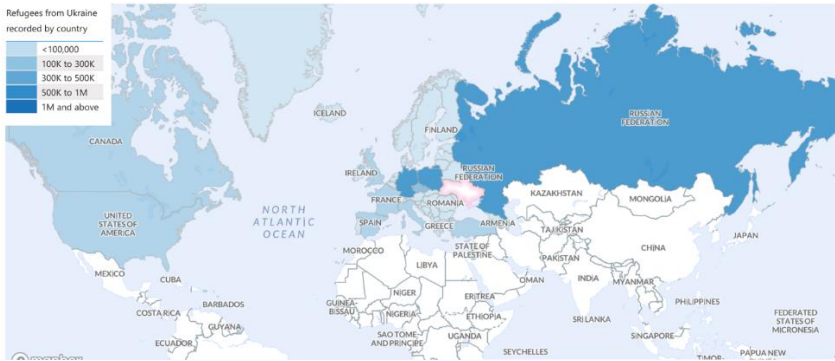 Refugees from Ukraine
recorded by country
<100,000
100K to 300K
300K to 500K
500K to 1M
1M and above
ICELAND
RUSSIAN
FEDERATION
CANADA
FINLAND
IRELAND
RUSSIAN
FEDERATION
KAZAKHSTAN
FRANCE
ROMANIA
MONGOLIA
UNITED
STATES OF
AMERICA
NORTH
ATLANTIC
OCEAN
SPAIN
GREECE
ARMENIA
TAJIKISTAN
JAPAN
MOROCCO
STATE OF
PALESTINE
CHINA
PAKISTAN
MEXICO
CUBA
LIBYA
OMAN
INDIA
MYANMAR
BARBADOS
NIGER
ERITREA
PHILIPPINES
COSTA RICA
GUINEA-
BISSAU
NIGERIA
ETHIOPIA
SRI LANKA
FEDERATED
STATES OF
MICRONESIA
GUYANA
SAO TOME
AND PRINCIPE
UGANDA
SINGAPORE
ECUADOR
SEYCHELLES
TIMOR-
PAPUA NEW
mapbox